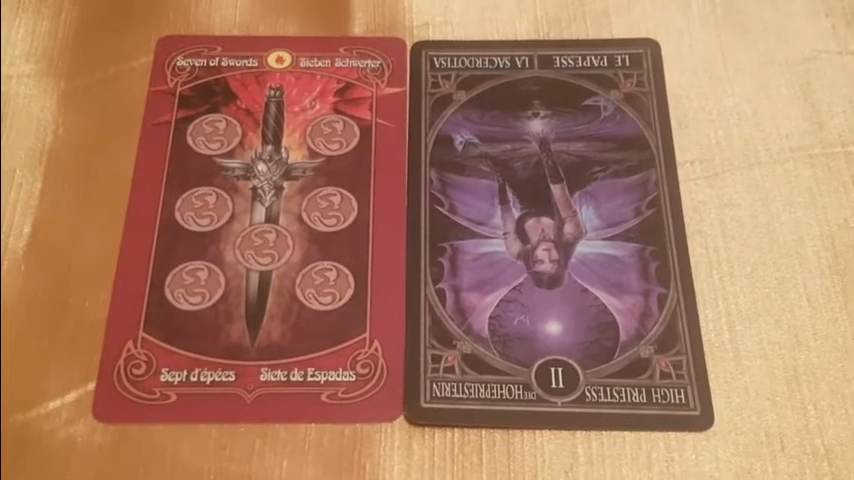 Seven of Swords
Sieben Schwerter
Sept d'épées
Siete de Espadas
HIGH PRIESTESS
DIE HOHEPRIESTERIN
II
LA SACERDOTISA
LE PAPESSE